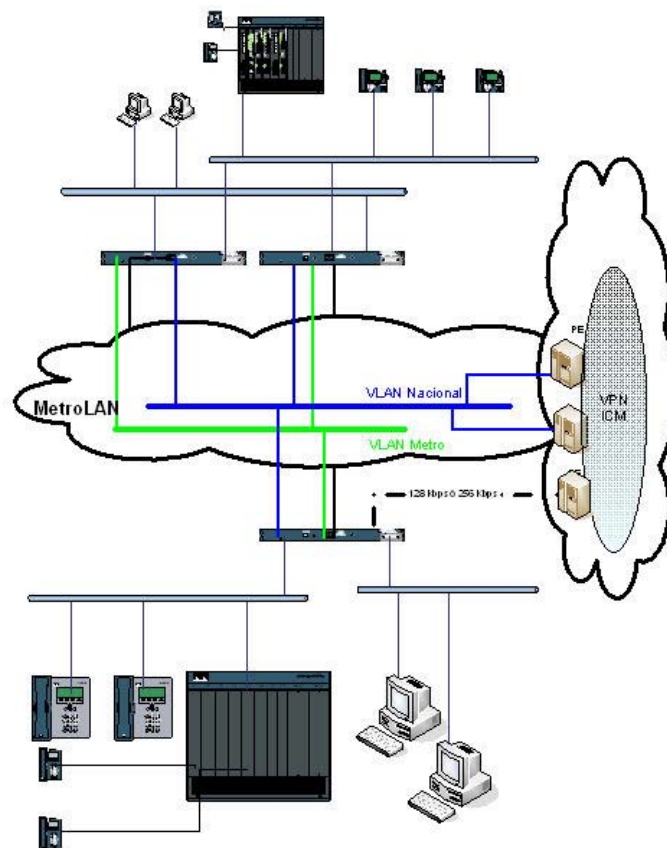 PE
VLAN Nacional
VPN
ICM
MetroLAN
VLAN Metro
128 Kbps ó 256 Kbps